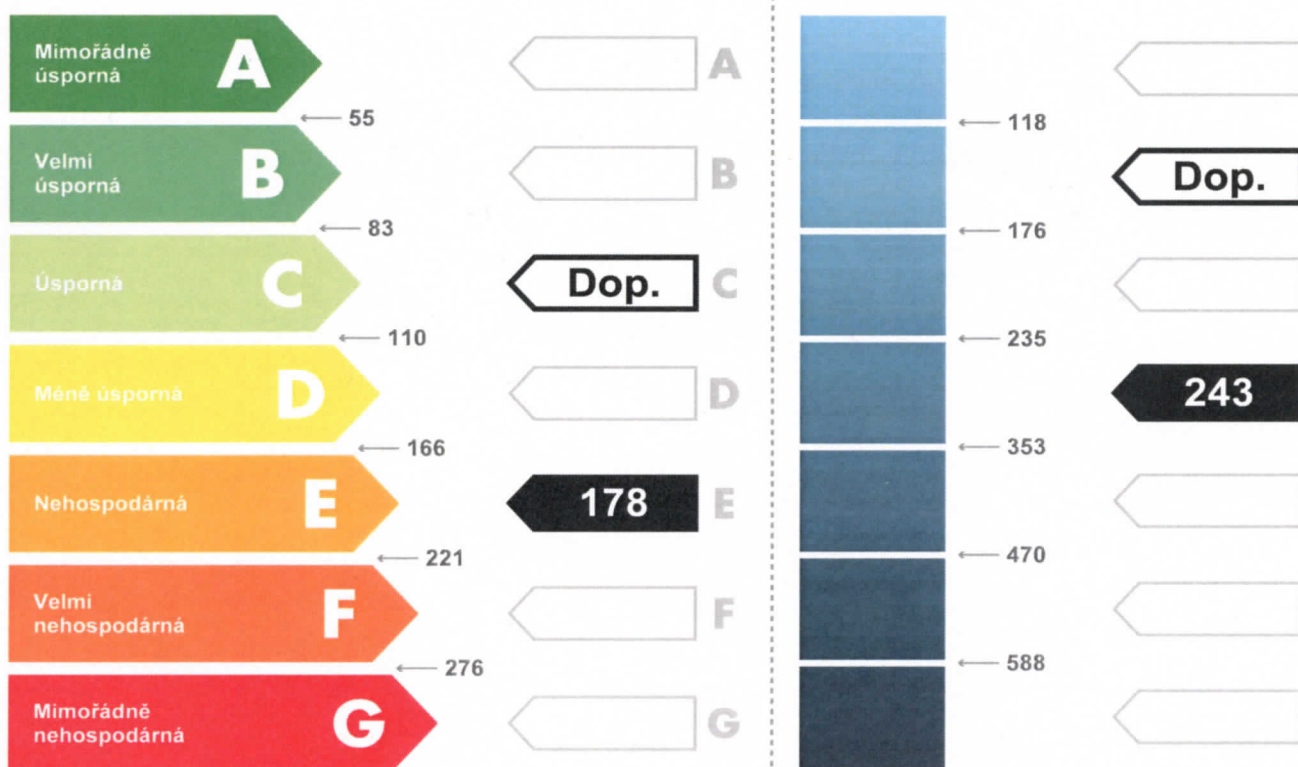 Mimořádně
úsporná
A
A
← 55
← 118
Velmi
úsporná
B
B
Dop.
← 83
← 176
Úsporná
C
Dop.
C
← 110
← 235
Méně úsporná
D
D
243
← 166
← 353
Nehospodárná
E
178
E
← 221
← 470
Velmi
nehospodárná
F
F
← 276
← 588
Mimořádně
nehospodárná
G
G